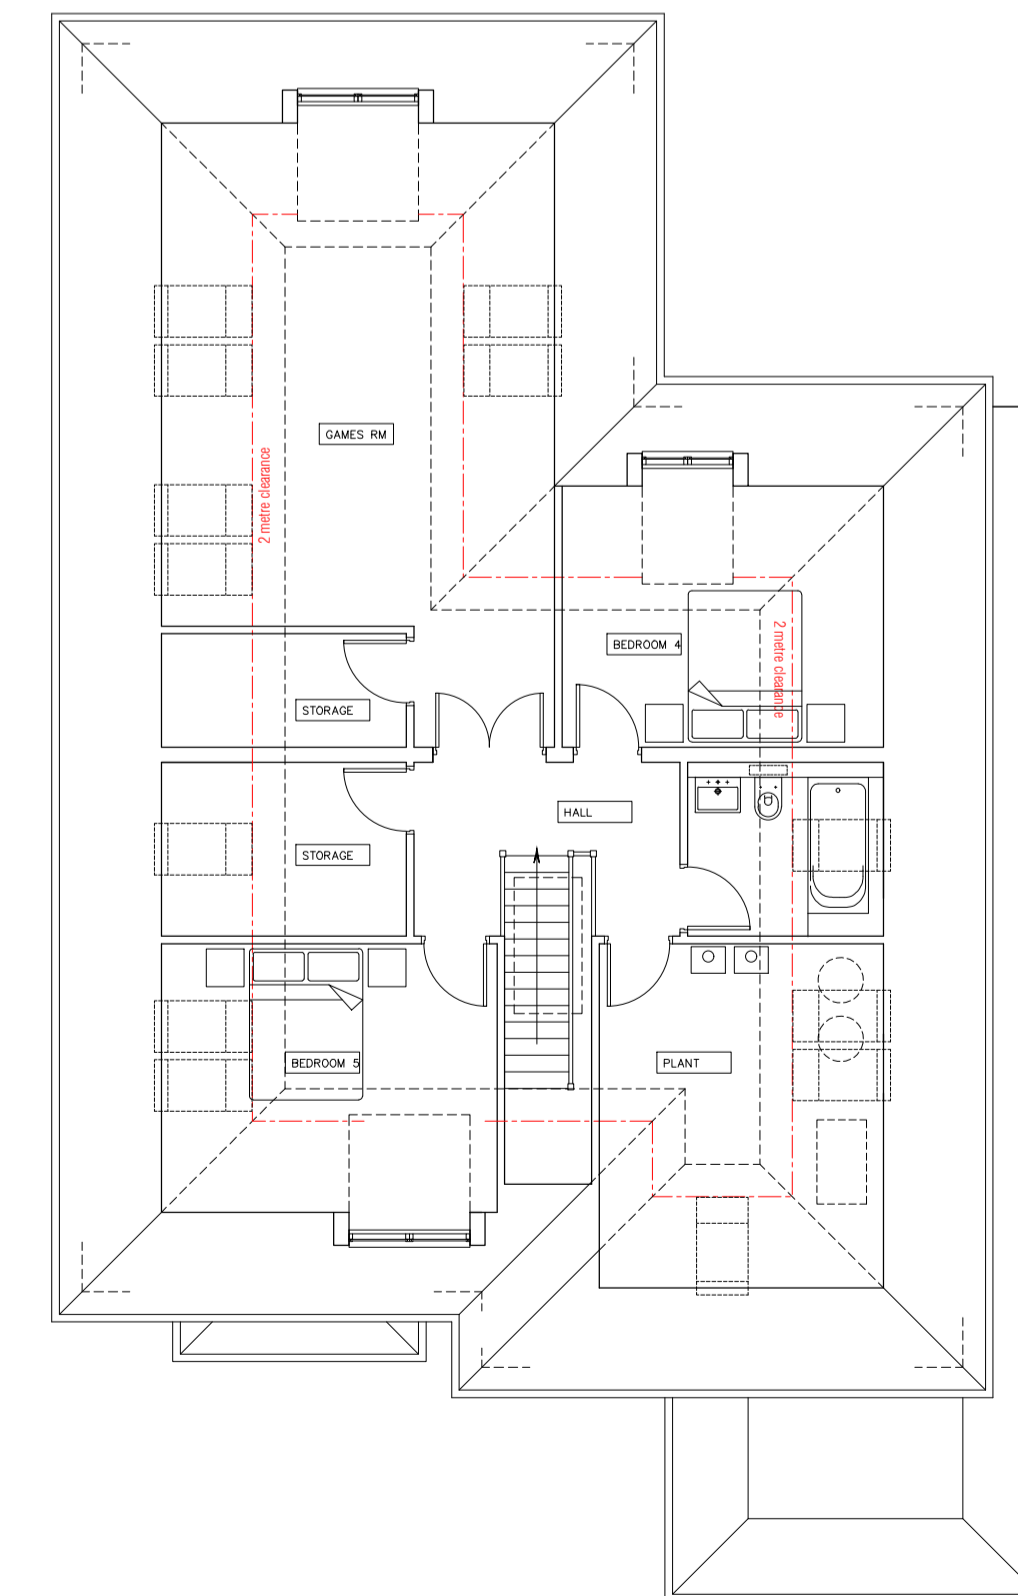 GAMES RM
2 metre clearance
BEDROOM 4
2 metre clearance
STORAGE
HALL
STORAGE
BEDROOM 5
PLANT